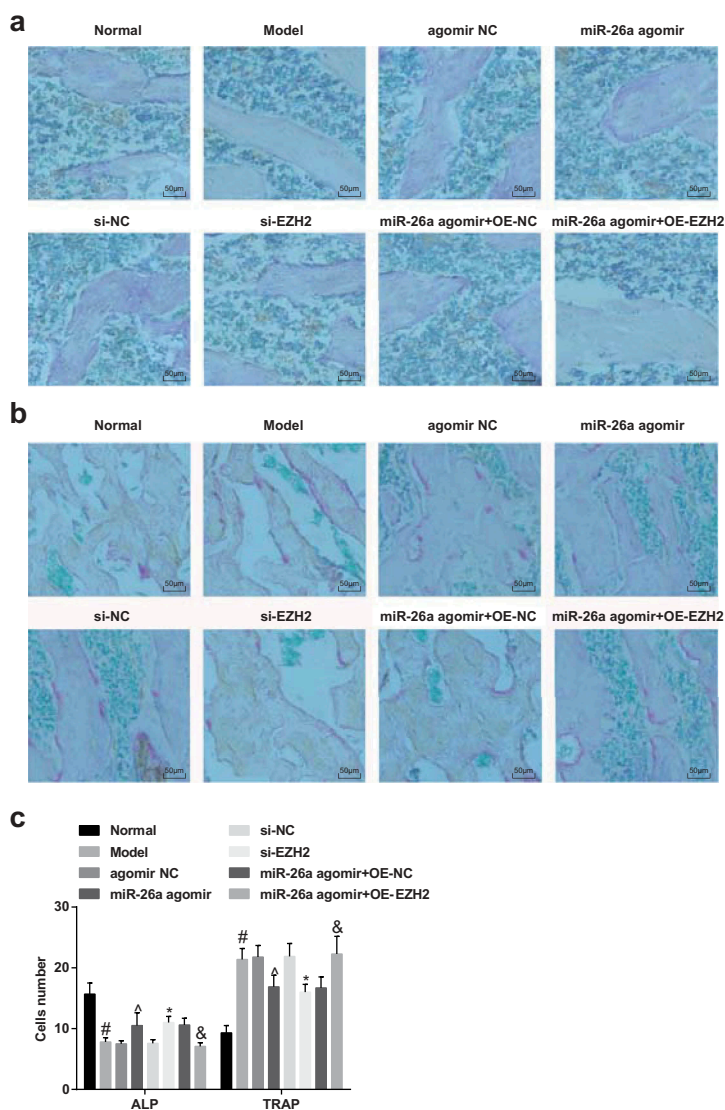 a
Normal Model agomir NC miR-26a agomir
50μm 50μm 50μm 50μm
si-NC si-EZH2 miR-26a agomir+OE-NC miR-26a agomir+OE-EZH2
50μm 50μm 50μm 50μm
b
Normal Model agomir NC miR-26a agomir
50μm 50μm 50μm 50μm
si-NC si-EZH2 miR-26a agomir+OE-NC miR-26a agomir+OE-EZH2
50μm 50μm 50μm 50μm
c
Normal si-NC
Model si-EZH2
agomir NC miR-26a agomir+OE-NC
miR-26a agomir miR-26a agomir+OE-EZH2
30
# &
20
^ *
Cells number
^ *
10
# &
0
ALP TRAP